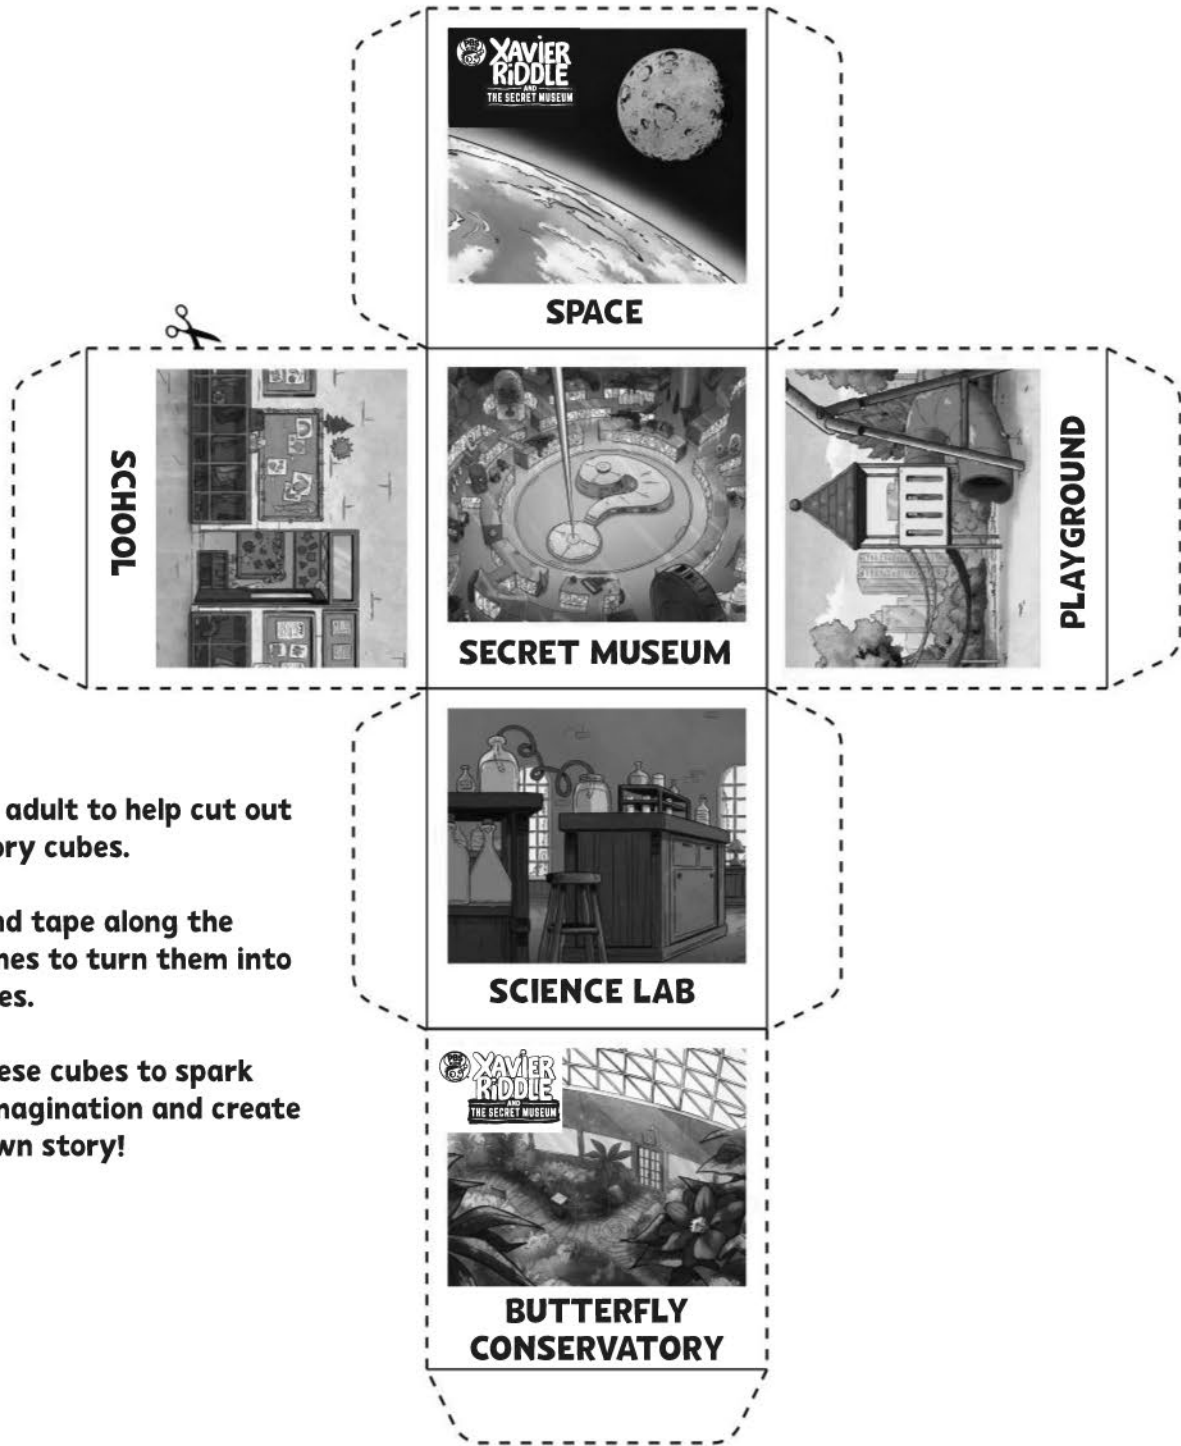 XAVIER
RIDDLE
AND
THE SECRET MUSEUM
SPACE
SCHOOL
SECRET MUSEUM
PLAYGROUND
SCIENCE LAB
adult to help cut out
ory cubes.
nd tape along the
nes to turn them into
es.
ese cubes to spark
magination and create
wn story!
PBS
XAVIER
RIDDLE
AND
THE SECRET MUSEUM
BUTTERFLY
CONSERVATORY